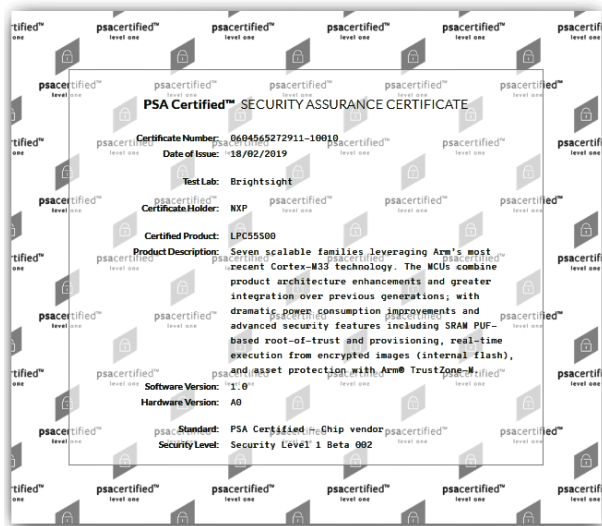 PSA Certified™ SECURITY ASSURANCE CERTIFICATE
Certificate Number: 0604565272911-10010
Date of Issue: 18/02/2019
Test Lab: Brightsight
Certificate Holder: NXP
Certified Product: LPC55S00
Product Description: Seven scalable families leveraging Arm's most
recent Cortex-M33 technology. The MCUs combine
product architecture enhancements and greater
integration over previous generations; with
dramatic power consumption improvements and
advanced security features including SRAM PUF-
based root-of-trust and provisioning, real-time
execution from encrypted images (internal flash),
and asset protection with Arm® TrustZone-M.
Software Version: 1.0
Hardware Version: A0
Standard: PSA Certified – Chip vendor
Security Level: Security Level 1 Beta 002
psacertified™
level one